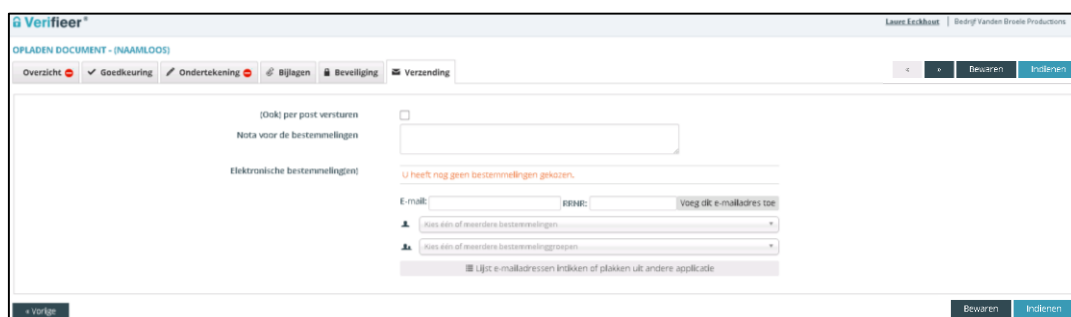 Verifieer®
Laure Eeckhout | Bedrijf Vanden Broele Productions
OPLADEN DOCUMENT - (NAAMLOOS)
Overzicht Goedkeuring Ondertekening Bijlagen Beveiliging Verzending « » Bewaren Indienen
(Ook) per post versturen
Nota voor de bestemmelingen
Elektronische bestemmeling(en)
U heeft nog geen bestemmelingen gekozen.
E-mail: RRNR: Voeg dit e-mailadres toe
Kies één of meerdere bestemmelingen
Kies één of meerdere bestemmelinggroepen
Lijst e-mailadressen intikken of plakken uit andere applicatie
« Vorige Bewaren Indienen